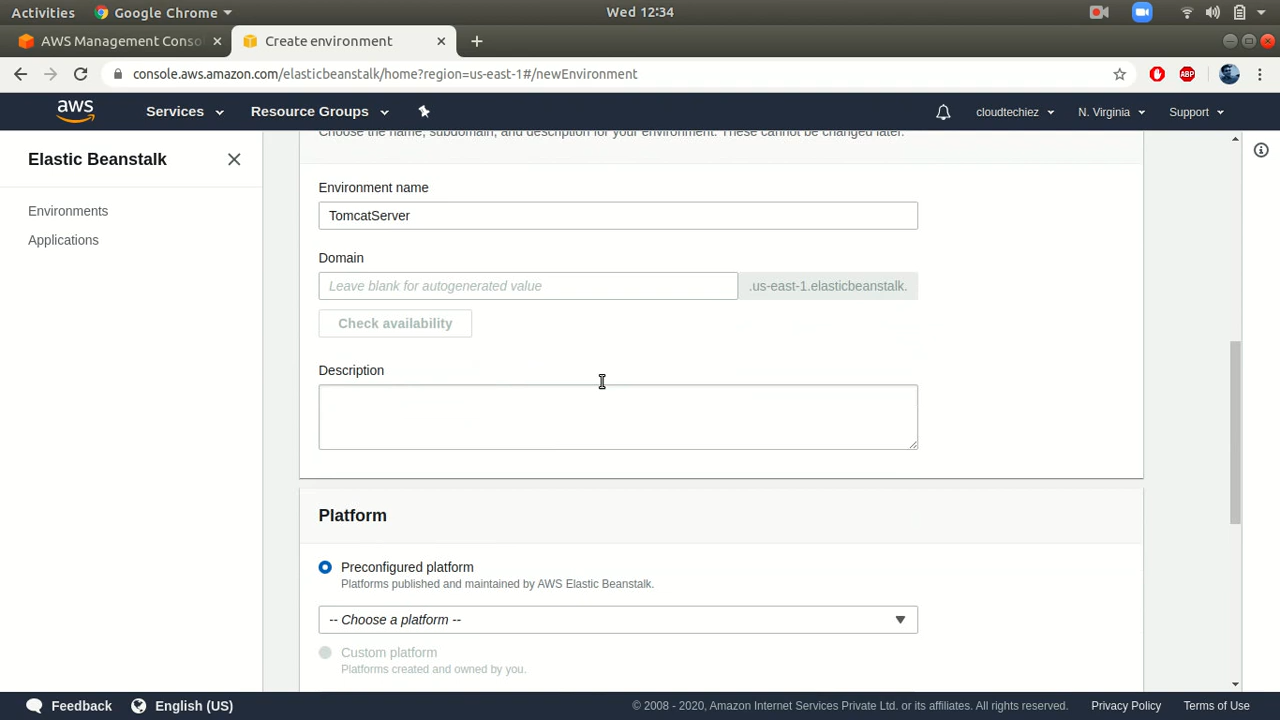 Activities Google Chrome Wed 12:34
AWS Management Conso Create environment
console.aws.amazon.com/elasticbeanstalk/home?region=us-east-1#/newEnvironment
ABP
aws Services Resource Groups cloudtechiez N. Virginia Support
Choose the name, subdomain, and description for your environment. These cannot be changed later.
Elastic Beanstalk
Environments
Applications
Environment name
TomcatServer
Domain
Leave blank for autogenerated value .us-east-1.elasticbeanstalk.
Check availability
Description
Platform
Preconfigured platform
Platforms published and maintained by AWS Elastic Beanstalk.
-- Choose a platform --
Custom platform
Platforms created and owned by you.
Feedback English (US) © 2008 - 2020, Amazon Internet Services Private Ltd. or its affiliates. All rights reserved. Privacy Policy Terms of Use